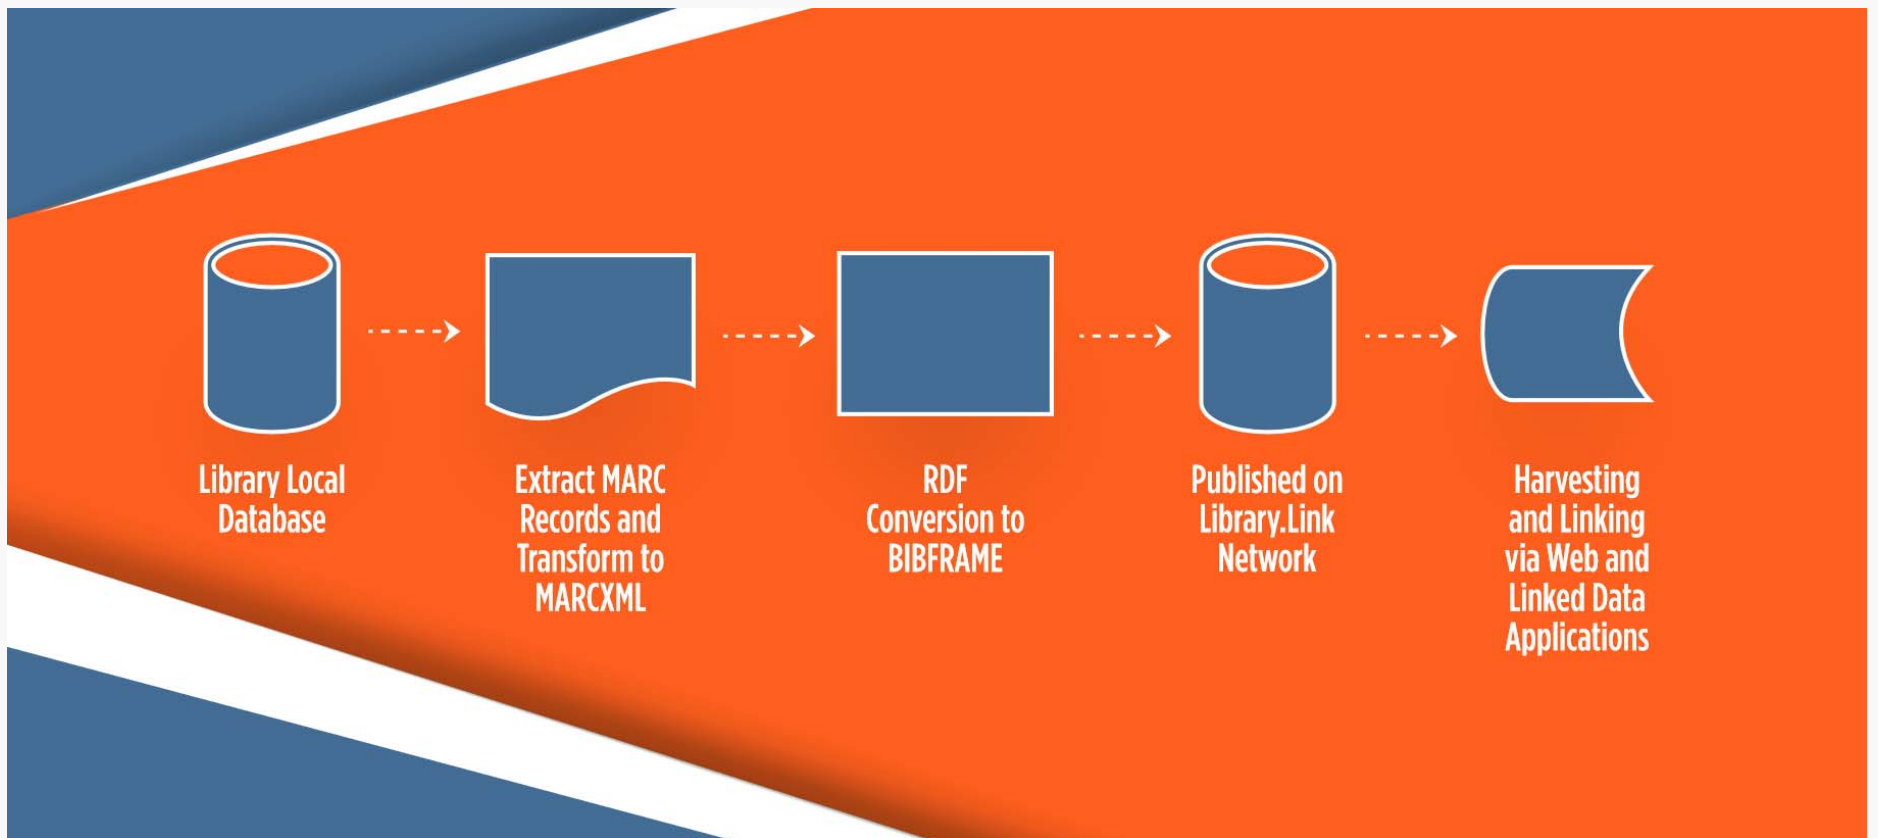 Library Local
Database
Extract MARC
Records and
Transform to
MARCXML
RDF
Conversion to
BIBFRAME
Published on
Library.Link
Network
Harvesting
and Linking
via Web and
Linked Data
Applications